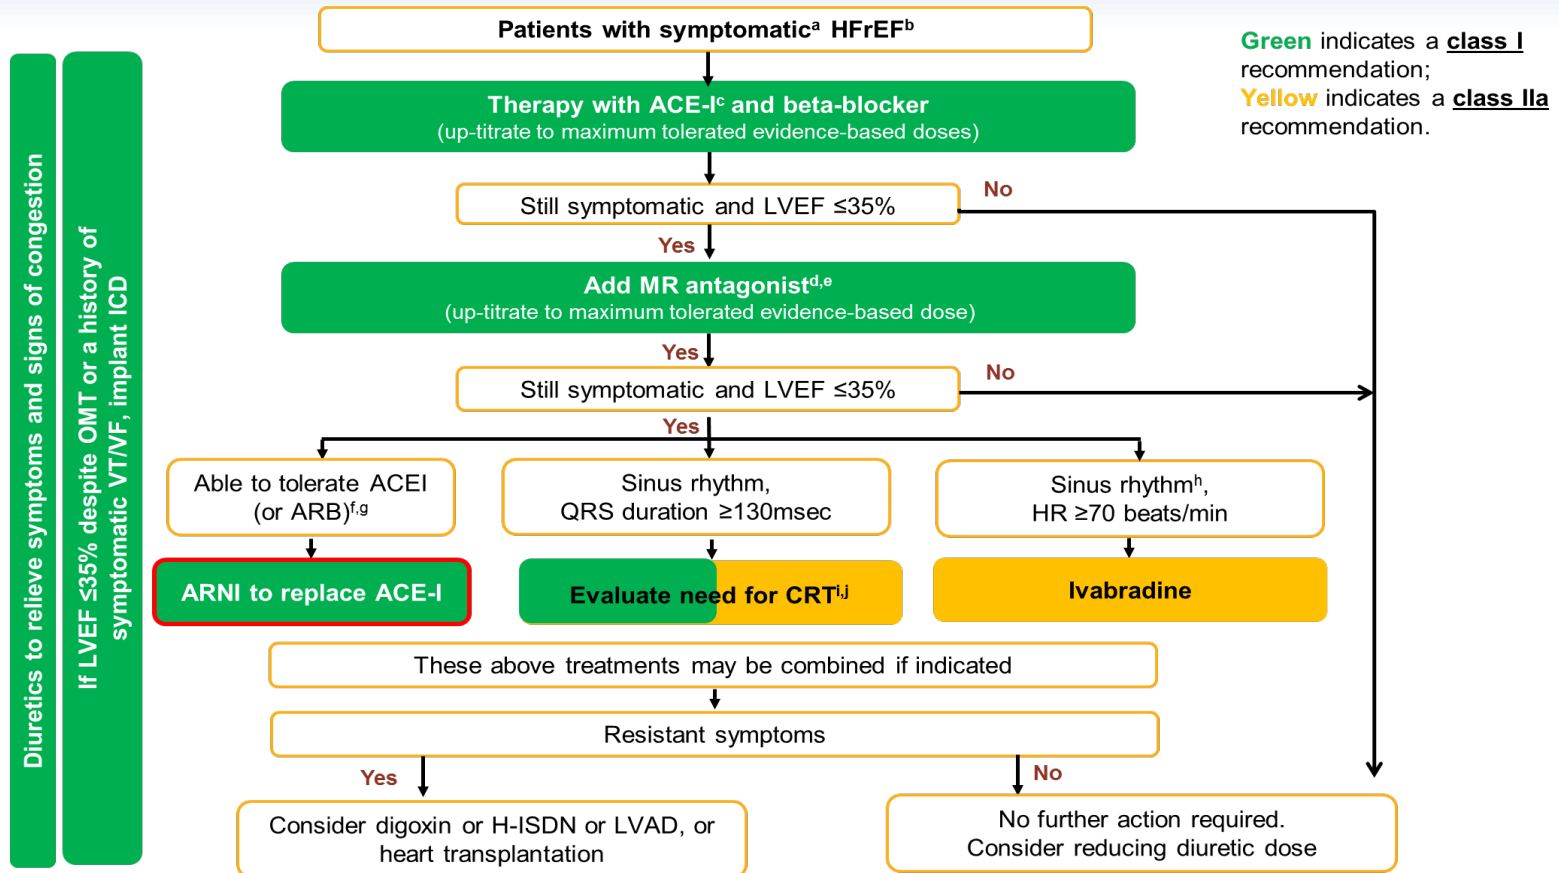 Patients with symptomaticᵃ HFrEFᵇ
Green indicates a class I
recommendation;
Yellow indicates a class IIa
recommendation.
Diuretics to relieve symptoms and signs of congestion
If LVEF ≤35% despite OMT or a history of
symptomatic VT/VF, implant ICD
Therapy with ACE-Iᶜ and beta-blocker
(up-titrate to maximum tolerated evidence-based doses)
Still symptomatic and LVEF ≤35%
No
Yes
Add MR antagonistᵈ,ᵉ
(up-titrate to maximum tolerated evidence-based dose)
Yes
Still symptomatic and LVEF ≤35%
No
Yes
Able to tolerate ACEI
(or ARB)ᶠ,ᵍ
Sinus rhythm,
QRS duration ≥130msec
Sinus rhythmʰ,
HR ≥70 beats/min
ARNI to replace ACE-I
Evaluate need for CRTⁱ,ʲ
Ivabradine
These above treatments may be combined if indicated
Resistant symptoms
Yes
No
Consider digoxin or H-ISDN or LVAD, or
heart transplantation
No further action required.
Consider reducing diuretic dose